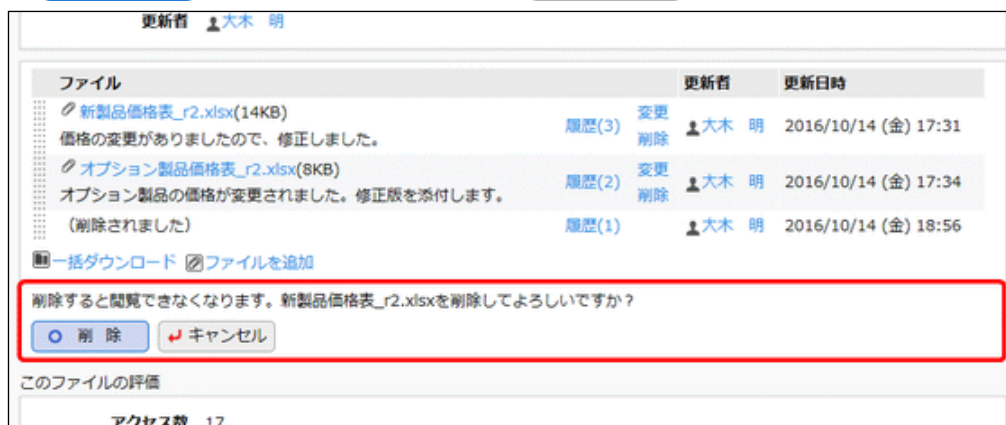 更新者 大木 明
ファイル 更新者 更新日時
新製品価格表_r2.xlsx(14KB) 変更
履歴(3) 大木 明 2016/10/14 (金) 17:31
価格の変更がありましたので、修正しました。 削除
オプション製品価格表_r2.xlsx(8KB) 変更
履歴(2) 大木 明 2016/10/14 (金) 17:34
オプション製品の価格が変更されました。修正版を添付します。 削除
(削除されました) 履歴(1) 大木 明 2016/10/14 (金) 18:56
一括ダウンロード ファイルを追加
削除すると閲覧できなくなります。新製品価格表_r2.xlsxを削除してよろしいですか？
削 除 キャンセル
このファイルの評価
アクセス数 17